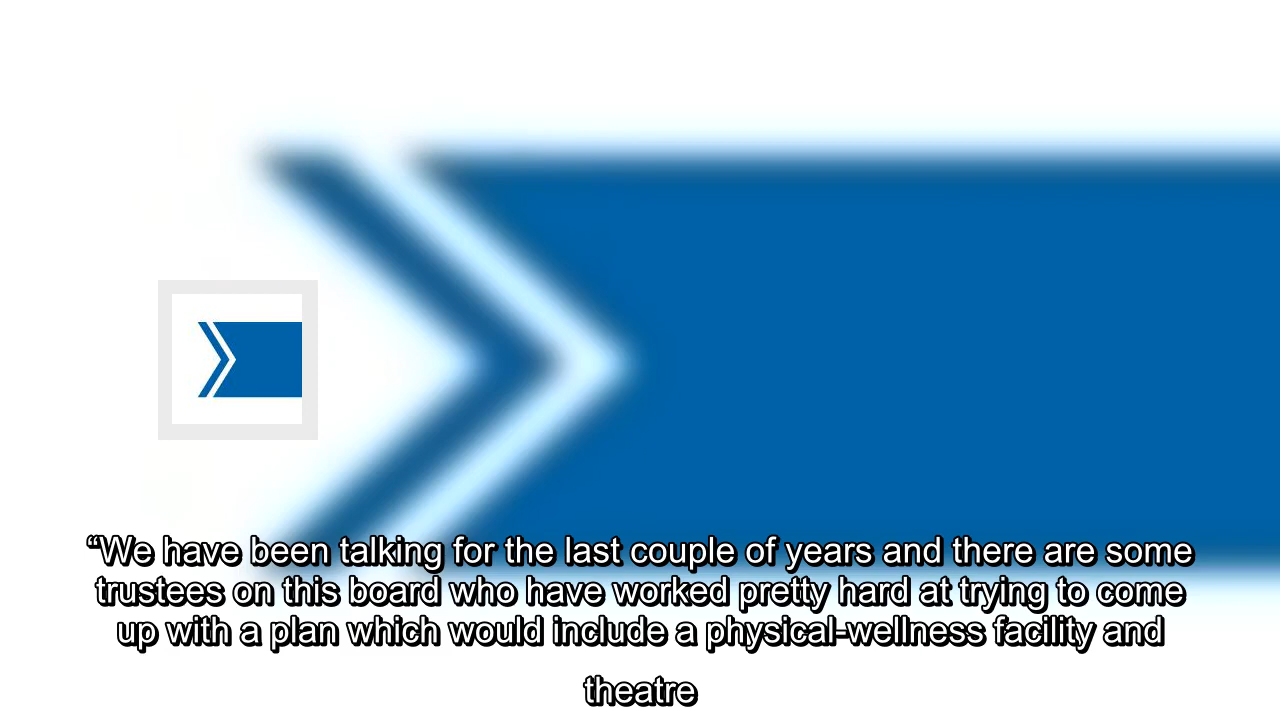 “We have been talking for the last couple of years and there are some
trustees on this board who have worked pretty hard at trying to come
up with a plan which would include a physical-wellness facility and
theatre